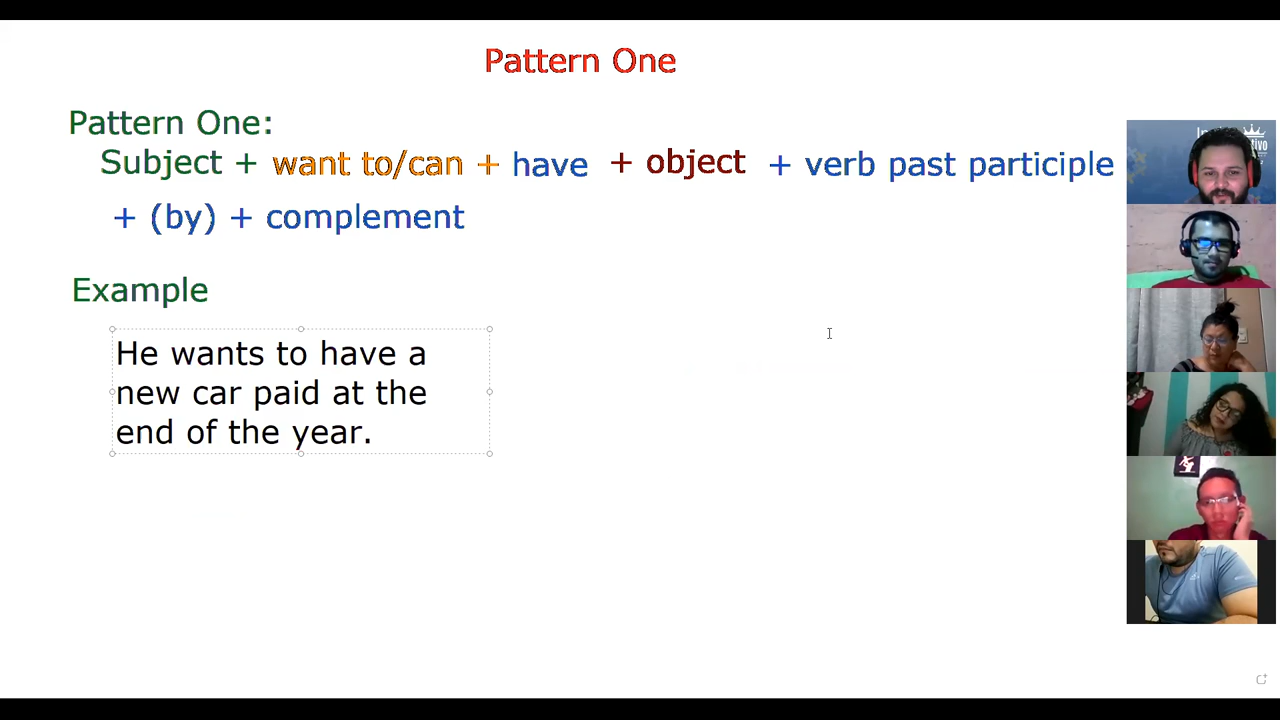 Pattern One
Pattern One:
Subject + want to/can + have + object + verb past participle
+ (by) + complement
Example
He wants to have a
new car paid at the
end of the year.